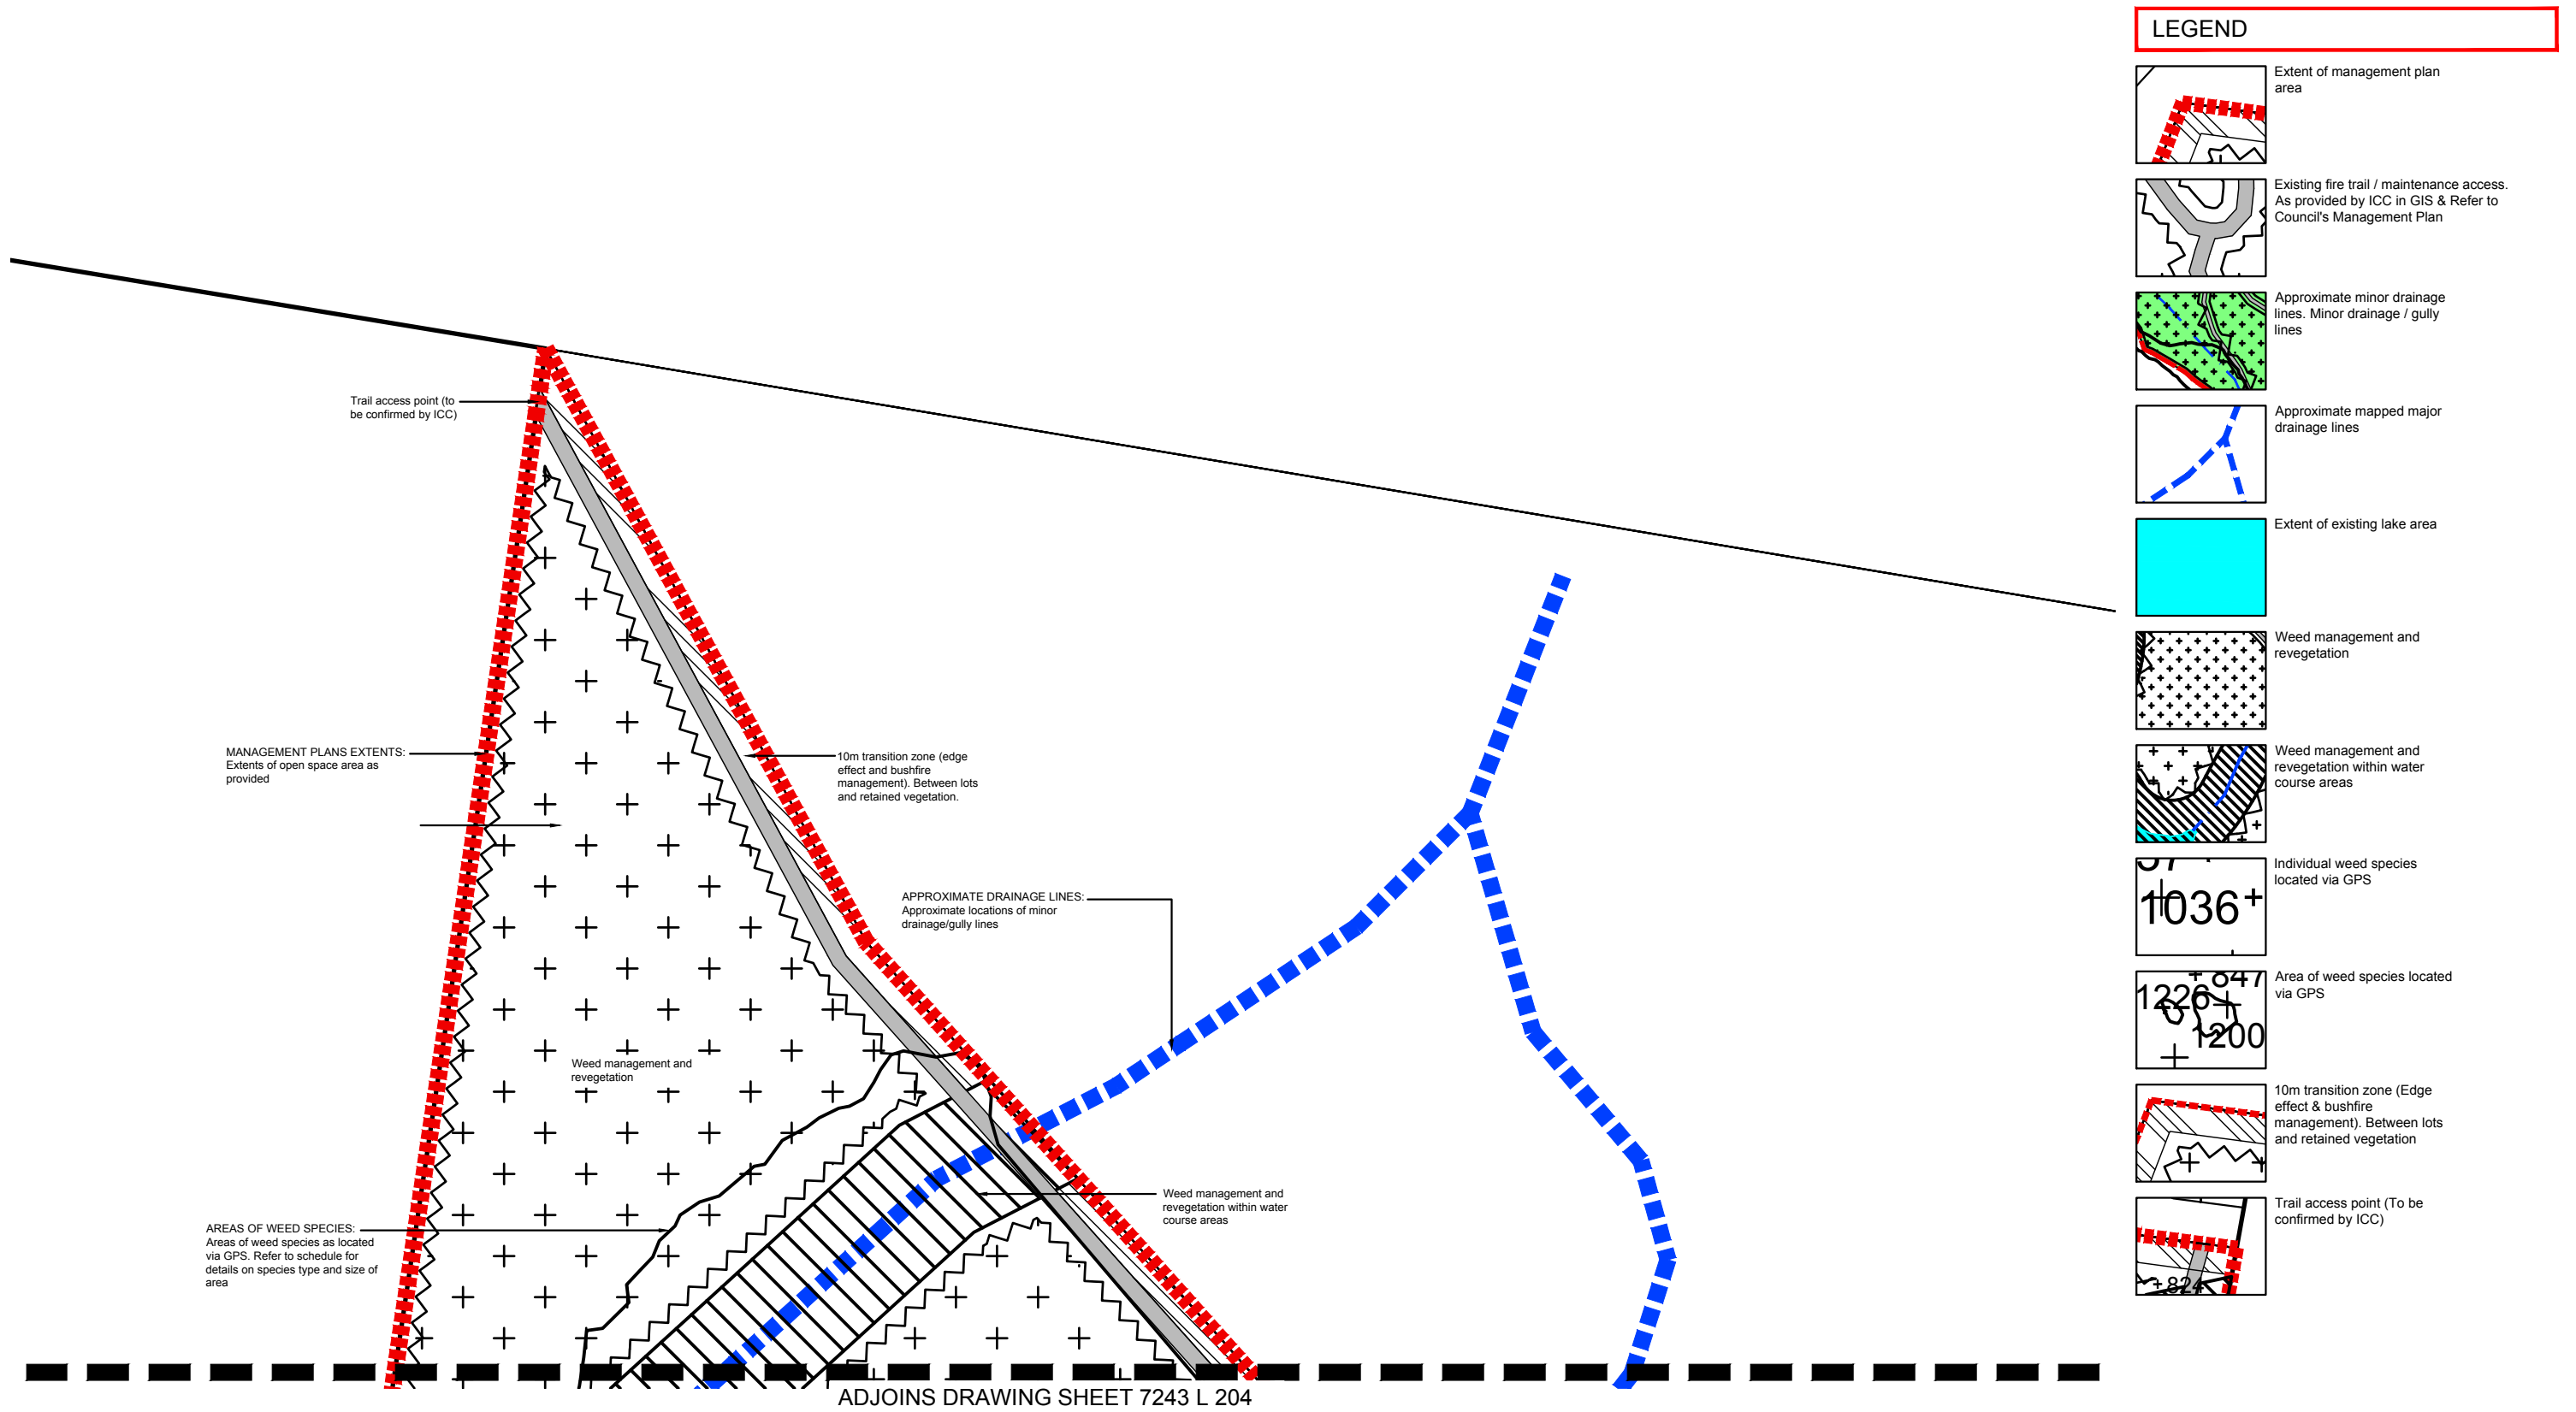 Trail access point (to
be confirmed by ICC)
MANAGEMENT PLANS EXTENTS:
Extents of open space area as
provided
10m transition zone (edge
effect and bushfire
management). Between lots
and retained vegetation.
APPROXIMATE DRAINAGE LINES:
Approximate locations of minor
drainage/gully lines
Weed management and
revegetation
Weed management and
revegetation within water
course areas
AREAS OF WEED SPECIES:
Areas of weed species as located
via GPS. Refer to schedule for
details on species type and size of
area
ADJOINS DRAWING SHEET 7243 L 204
LEGEND
Extent of management plan
area
Existing fire trail / maintenance access.
As provided by ICC in GIS & Refer to
Council's Management Plan
Approximate minor drainage
lines. Minor drainage / gully
lines
Approximate mapped major
drainage lines
Extent of existing lake area
Weed management and
revegetation
Weed management and
revegetation within water
course areas
1036
Individual weed species
located via GPS
847
1226
1200
Area of weed species located
via GPS
10m transition zone (Edge
effect & bushfire
management). Between lots
and retained vegetation
824
Trail access point (To be
confirmed by ICC)